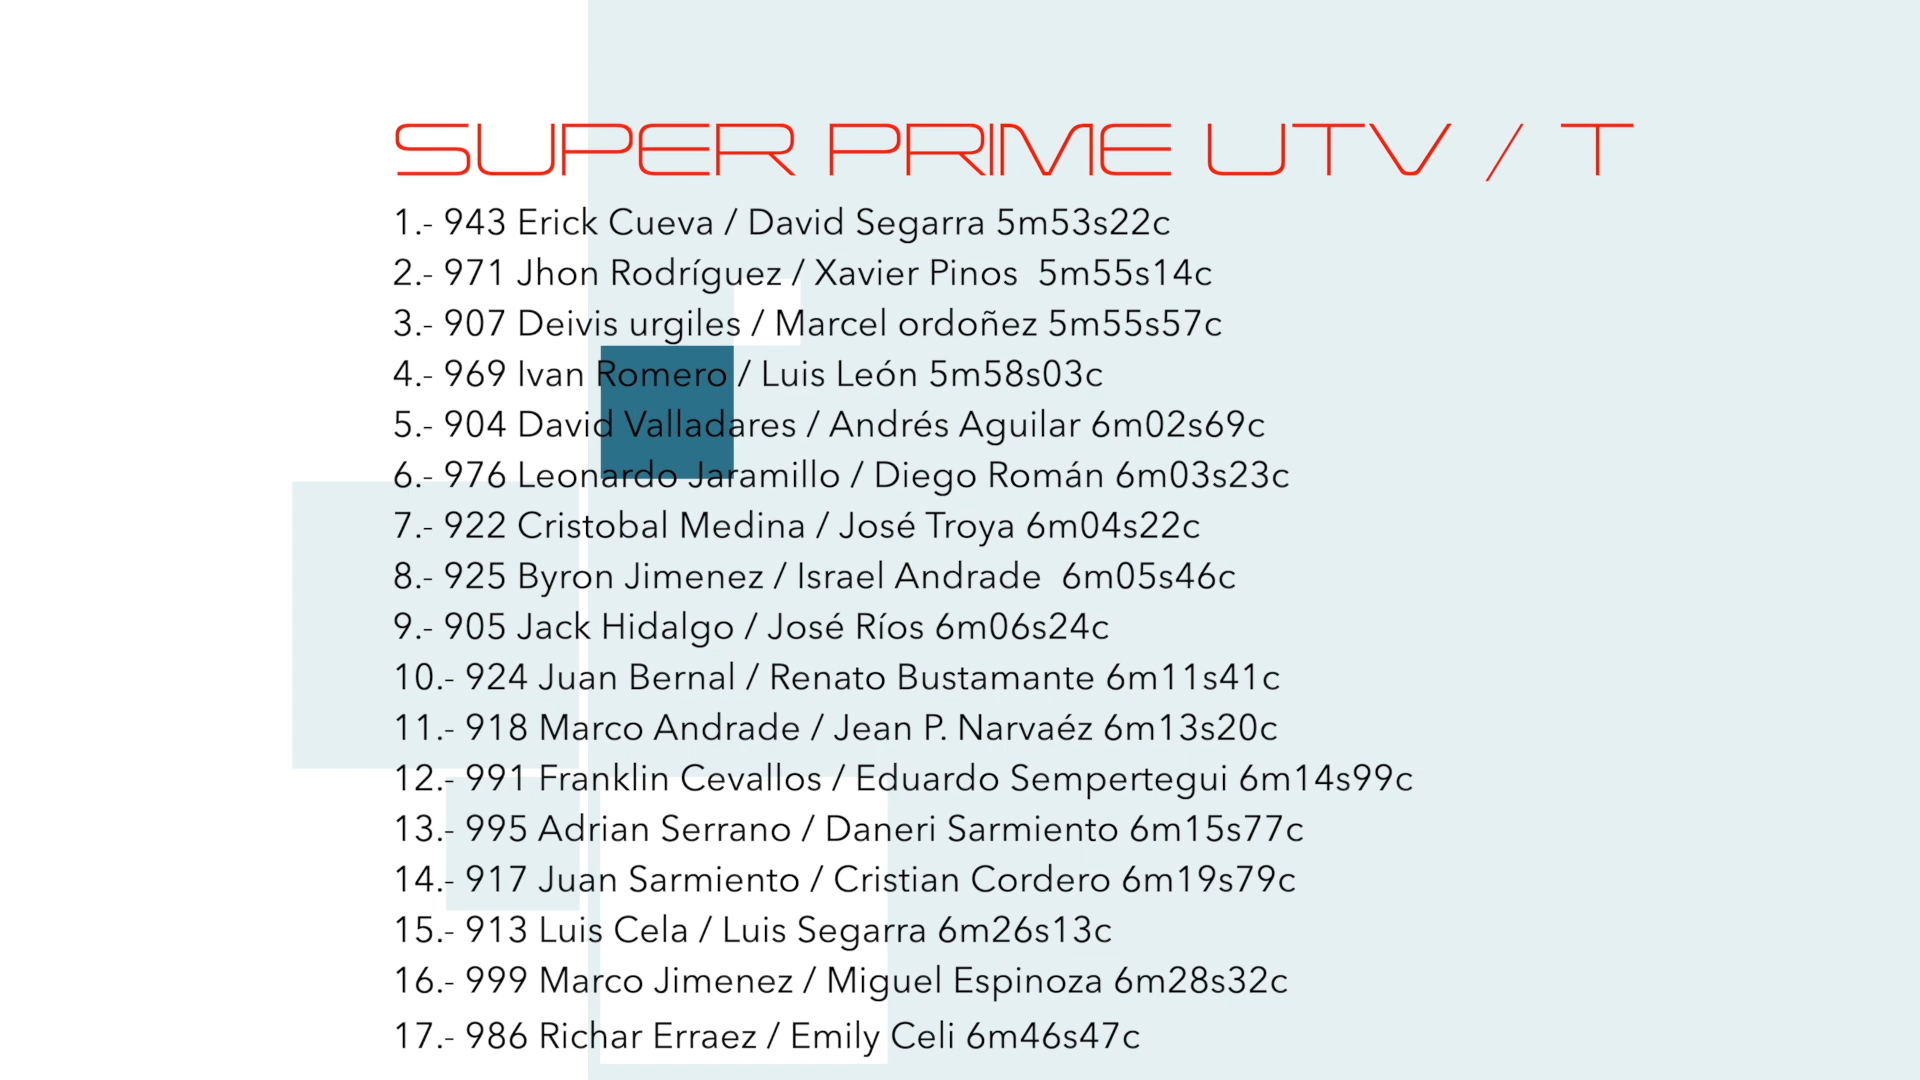 SUPER PRIME UTV / T
1.- 943 Erick Cueva / David Segarra 5m53s22c
2.- 971 Jhon Rodríguez / Xavier Pinos  5m55s14c
3.- 907 Deivis urgiles / Marcel ordoñez 5m55s57c
4.- 969 Ivan Romero / Luis León 5m58s03c
5.- 904 David Valladares / Andrés Aguilar 6m02s69c
6.- 976 Leonardo Jaramillo / Diego Román 6m03s23c
7.- 922 Cristobal Medina / José Troya 6m04s22c
8.- 925 Byron Jimenez / Israel Andrade  6m05s46c
9.- 905 Jack Hidalgo / José Ríos 6m06s24c
10.- 924 Juan Bernal / Renato Bustamante 6m11s41c
11.- 918 Marco Andrade / Jean P. Narvaéz 6m13s20c
12.- 991 Franklin Cevallos / Eduardo Sempertegui 6m14s99c
13.- 995 Adrian Serrano / Daneri Sarmiento 6m15s77c
14.- 917 Juan Sarmiento / Cristian Cordero 6m19s79c
15.- 913 Luis Cela / Luis Segarra 6m26s13c
16.- 999 Marco Jimenez / Miguel Espinoza 6m28s32c
17.- 986 Richar Erraez / Emily Celi 6m46s47c